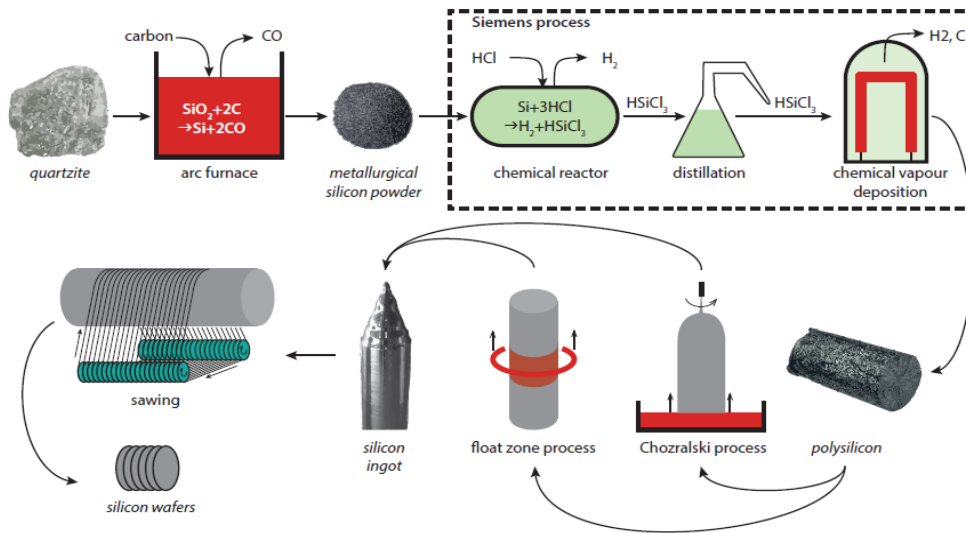 Siemens process
carbon
CO
HCl
H₂
H2, C
SiO₂+2C
→Si+2CO
Si+3HCl
→H₂+HSiCl₃
HSiCl₃
HSiCl₃
quartzite
arc furnace
metallurgical
silicon powder
chemical reactor
distillation
chemical vapour
deposition
sawing
silicon
ingot
float zone process
Chozralski process
polysilicon
silicon wafers